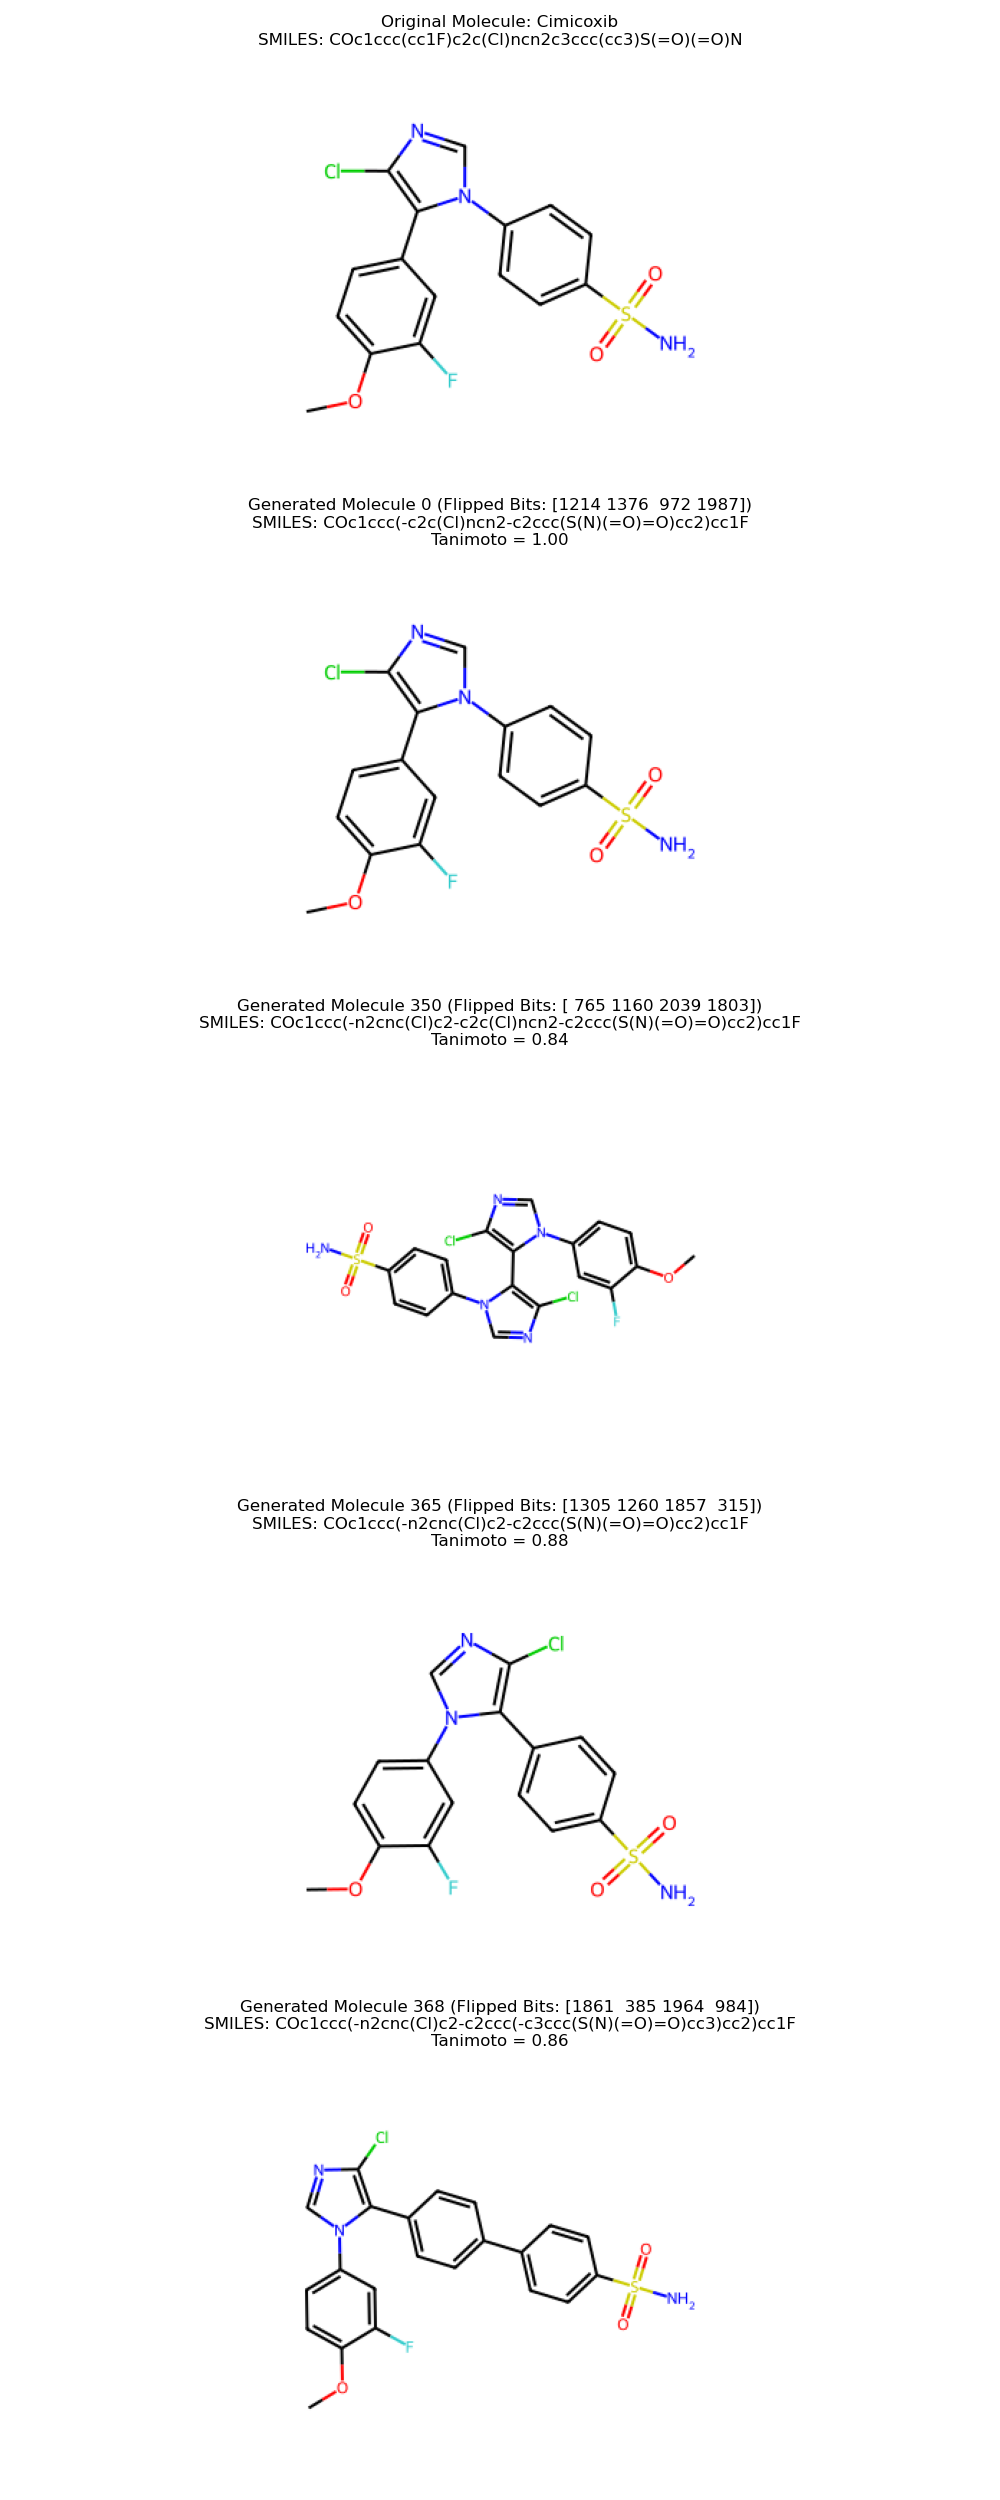 Original Molecule: Cimicoxib
SMILES: COc1ccc(cc1F)c2c(Cl)ncn2c3ccc(cc3)S(=O)(=O)N
N
Cl
N
O
S
O
NH2
F
O
Generated Molecule 0 (Flipped Bits: [1214 1376  972 1987])
SMILES: COc1ccc(-c2c(Cl)ncn2-c2ccc(S(N)(=O)=O)cc2)cc1F
Tanimoto = 1.00
N
Cl
N
O
S
O
NH2
F
O
Generated Molecule 350 (Flipped Bits: [ 765 1160 2039 1803])
SMILES: COc1ccc(-n2cnc(Cl)c2-c2c(Cl)ncn2-c2ccc(S(N)(=O)=O)cc2)cc1F
Tanimoto = 0.84
N
O
N
Cl
H2N
S
O
O
Cl
N
F
N
Generated Molecule 365 (Flipped Bits: [1305 1260 1857  315])
SMILES: COc1ccc(-n2cnc(Cl)c2-c2ccc(S(N)(=O)=O)cc2)cc1F
Tanimoto = 0.88
N
Cl
N
O
S
O
F
O
NH2
Generated Molecule 368 (Flipped Bits: [1861  385 1964  984])
SMILES: COc1ccc(-n2cnc(Cl)c2-c2ccc(-c3ccc(S(N)(=O)=O)cc3)cc2)cc1F
Tanimoto = 0.86
Cl
N
N
O
S
NH2
O
F
O